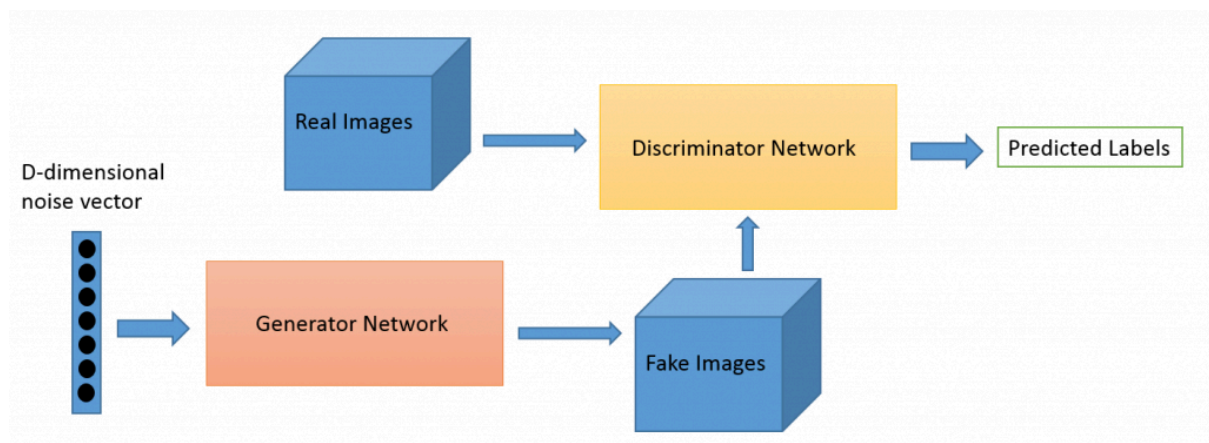 Real Images
Discriminator Network
Predicted Labels
D-dimensional
noise vector
Generator Network
Fake Images